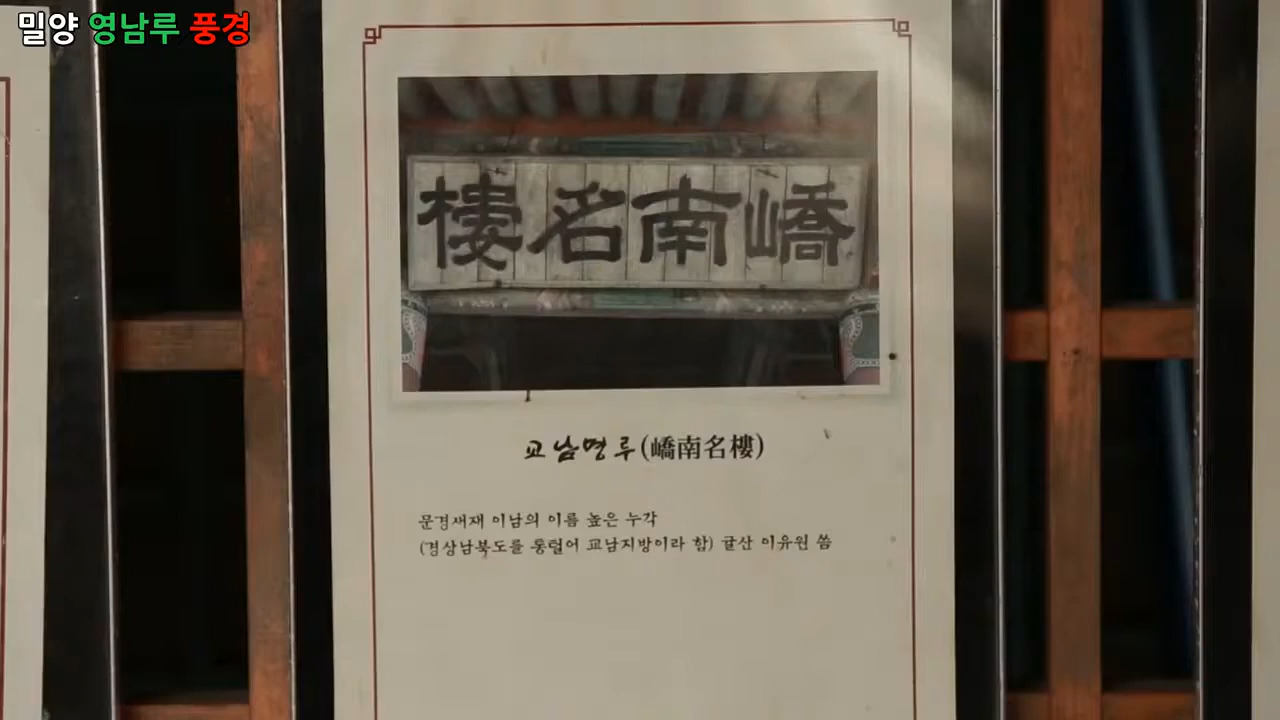 밀양 영남루 풍경
樓名南嶠
교남명루(嶠南名樓)
문경새재 이남의 이름 높은 누각
(경상남북도를 통털어 교남지방이라 함) 귤산 이유원 씀